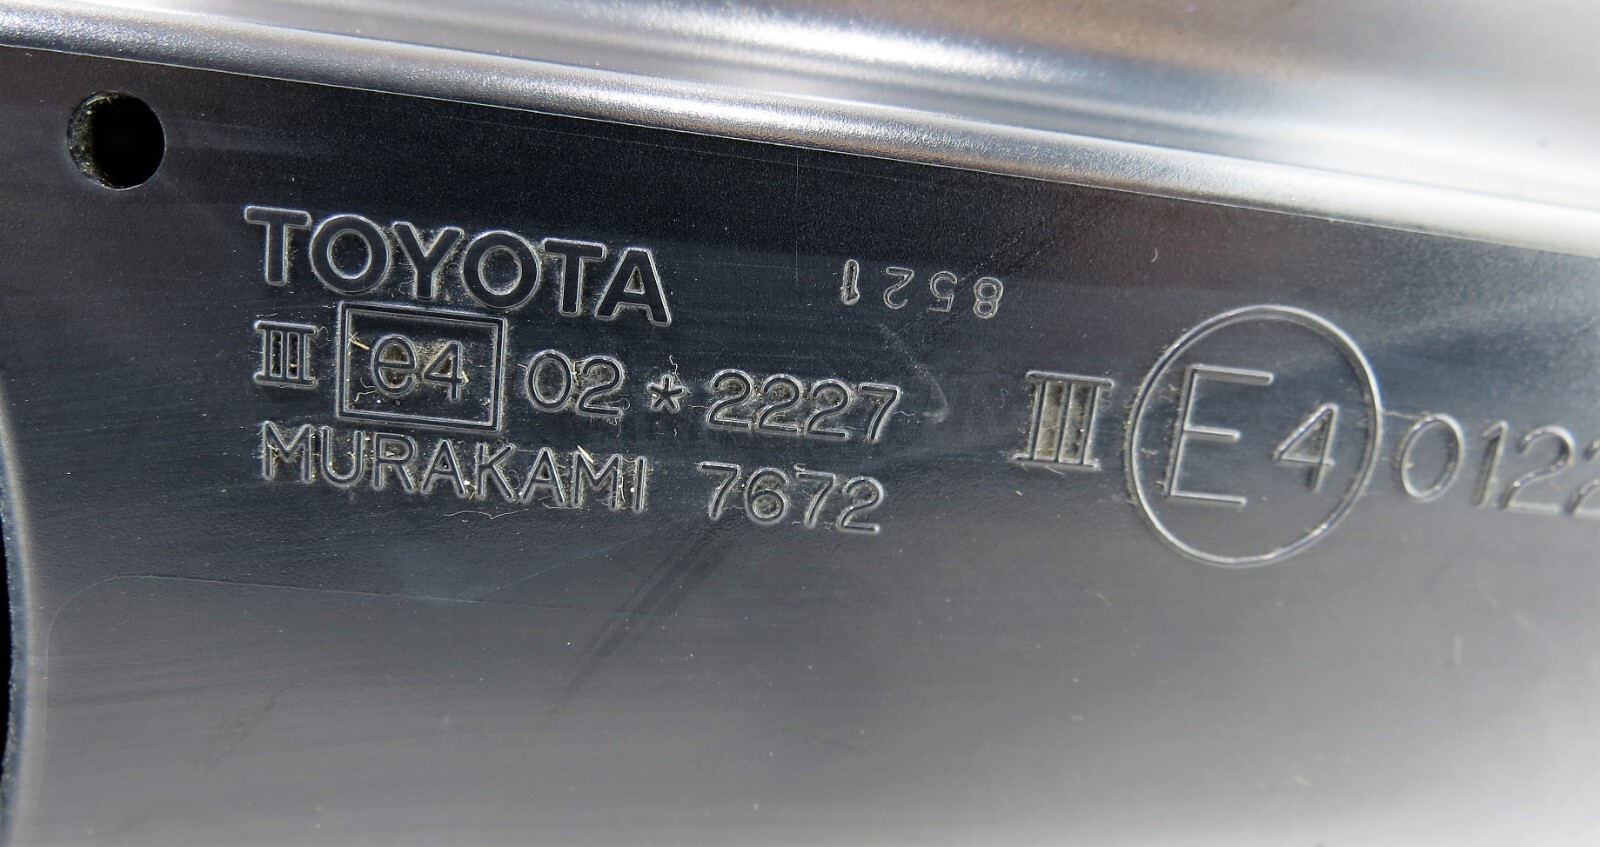 TOYOTA
8521
III e4 02*2227
MURAKAMI 7672
III E4 0122